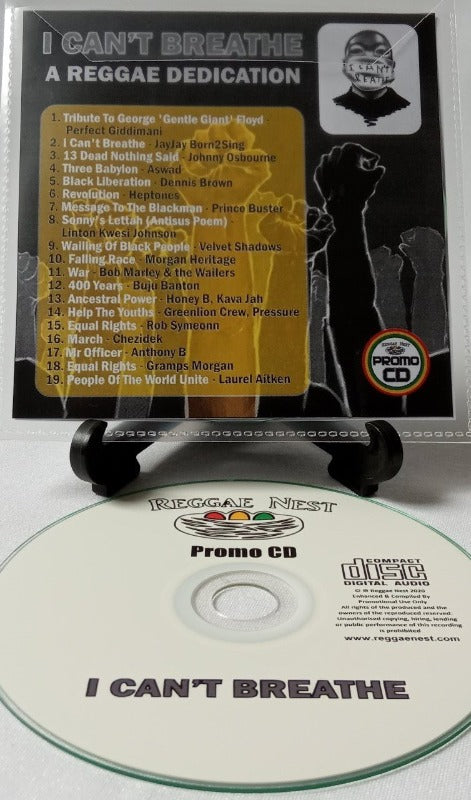 I CAN'T BREATHE
A REGGAE DEDICATION
1. Tribute To George 'Gentle Giant' Floyd -
Perfect Giddimani
2. I Can't Breathe - JayJay Born2Sing
3. 13 Dead Nothing Said - Johnny Osbourne
4. Three Babylon - Aswad
5. Black Liberation - Dennis Brown
6. Revolution - Heptones
7. Message To The Blackman - Prince Buster
8. Sonny's Lettah (Antisus Poem) -
Linton Kwesi Johnson
9. Wailing Of Black People - Velvet Shadows
10. Falling Race - Morgan Heritage
11. War - Bob Marley & the Wailers
12. 400 Years - Buju Banton
13. Ancestral Power - Honey B, Kava Jah
14. Help The Youths - Greenlion Crew, Pressure
15. Equal Rights - Rob Symeonn
16. March - Chezidek
17. Mr Officer - Anthony B
18. Equal Rights - Gramps Morgan
19. People Of The World Unite - Laurel Aitken
REGGAE NEST
PROMO
CD
REGGAE NEST
Promo CD
COMPACT
disc
DIGITAL AUDIO
Reggae Nest 2020
Enhanced & Compiled By
Promotional Use Only
All rights of the produced and the
owners of the reproduced reserved.
Unauthorised copying, hiring, lending
or public performance of this recording
is prohibited
www.reggaenest.com
I CAN'T BREATHE